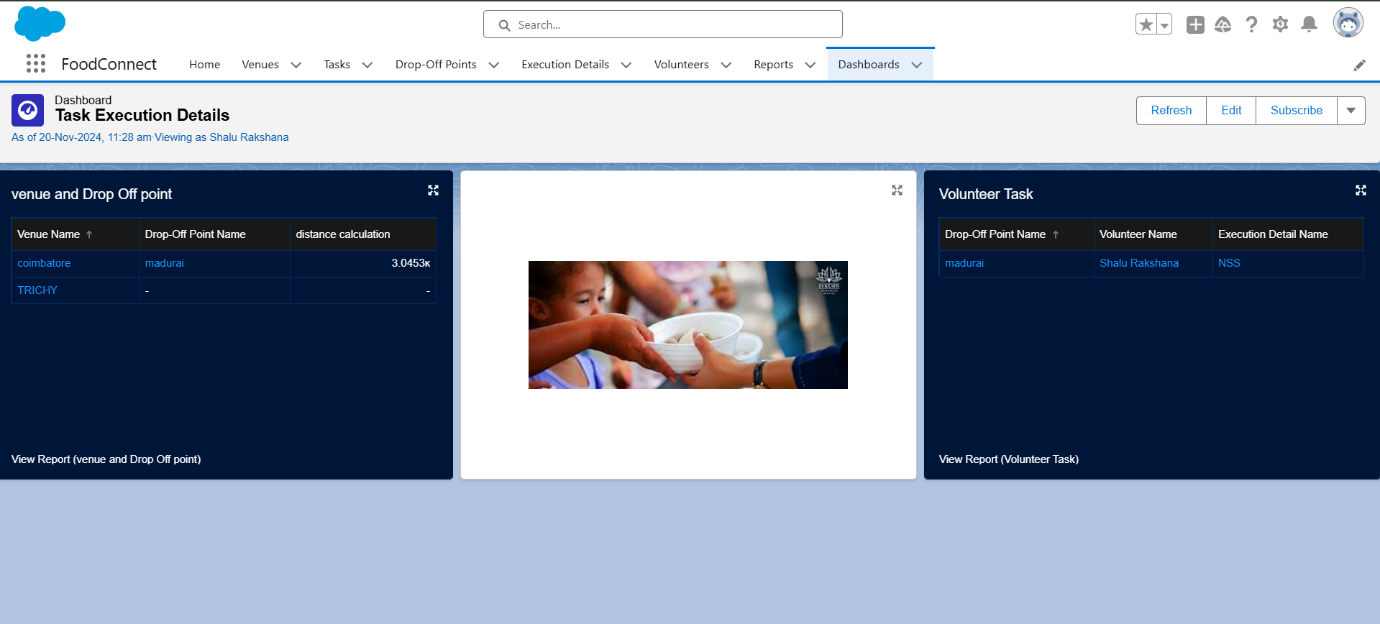 Search...
FoodConnect
Home
Venues
Tasks
Drop-Off Points
Execution Details
Volunteers
Reports
Dashboards
Dashboard
Task Execution Details
As of 20-Nov-2024, 11:28 am·Viewing as Shalu Rakshana
Refresh
Edit
Subscribe
venue and Drop Off point
Venue Name ↑ Drop-Off Point Name distance calculation
coimbatore madurai 3.0453κ
TRICHY - -
View Report (venue and Drop Off point)
Volunteer Task
Drop-Off Point Name ↑ Volunteer Name Execution Detail Name
madurai Shalu Rakshana NSS
View Report (Volunteer Task)